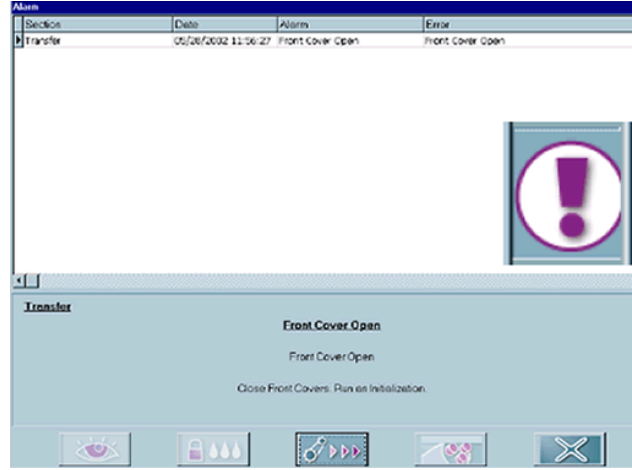 Alarm
Section Date Alarm Error
Transfer 05/28/2002 11:56:27 Front Cover Open Front Cover Open
Transfer
Front Cover Open
Front Cover Open
Close Front Covers. Run an Initialization.